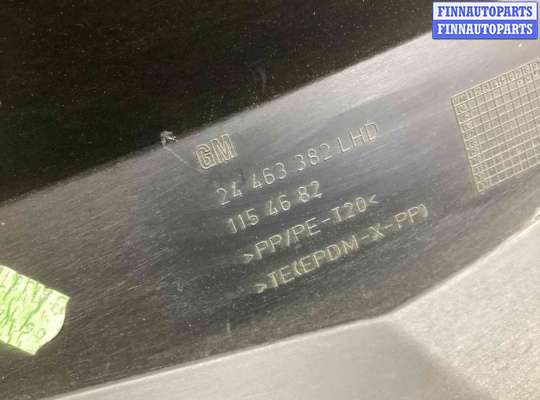 FINNAUTOPARTS
FINNAUTOPARTS
GM
24 463 382 LHD
115 46 82
>PP/PE-T20<
>TE(EPDM-X-PP)